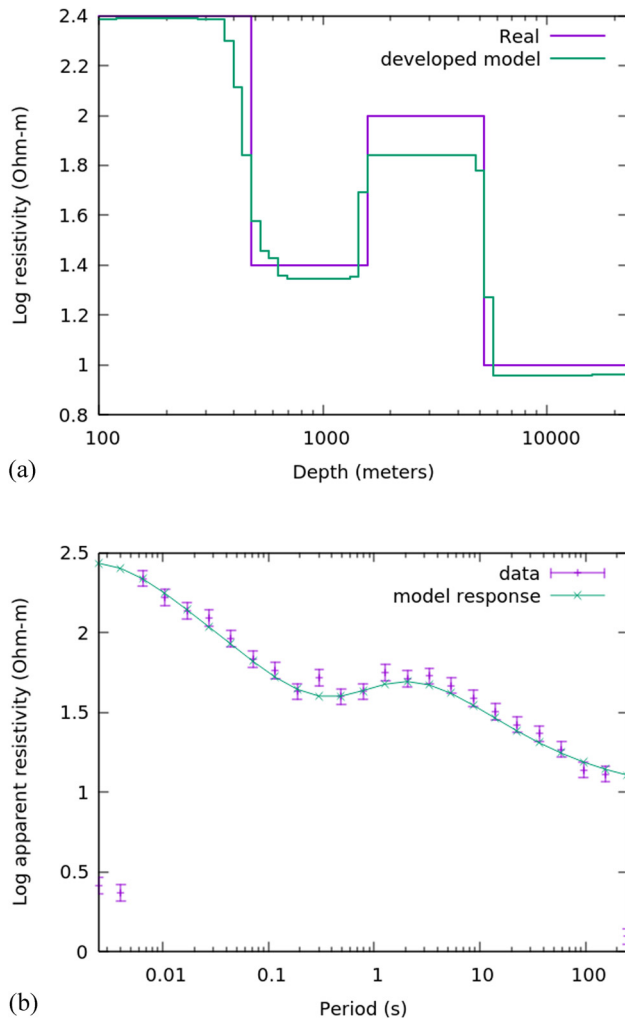 2.4
2.2
2
1.8
1.6
1.4
1.2
1
0.8
Log resistivity (Ohm-m)
Real
developed model
100
1000
10000
Depth (meters)
(a)
2.5
2
1.5
1
0.5
0
Log apparent resistivity (Ohm-m)
data
model response
0.01
0.1
1
10
100
Period (s)
(b)